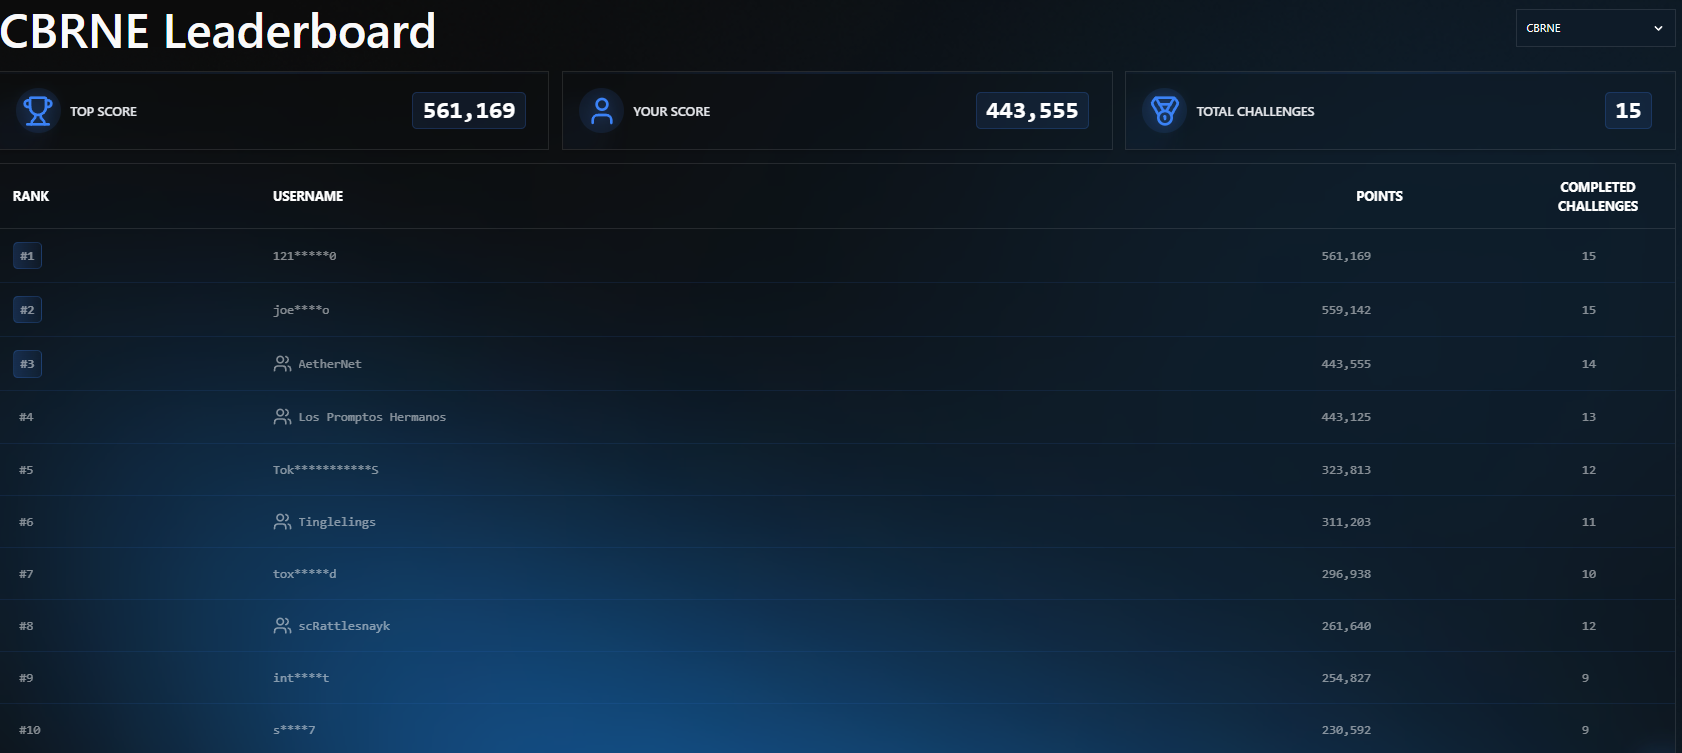 CBRNE Leaderboard
CBRNE
TOP SCORE 561,169
YOUR SCORE 443,555
TOTAL CHALLENGES 15
RANK USERNAME POINTS COMPLETED CHALLENGES
#1 121*****0 561,169 15
#2 joe****o 559,142 15
#3 AetherNet 443,555 14
#4 Los Promptos Hermanos 443,125 13
#5 Tok***********S 323,813 12
#6 Tinglelings 311,203 11
#7 tox*****d 296,938 10
#8 scRattlesnayk 261,640 12
#9 int****t 254,827 9
#10 s****7 230,592 9